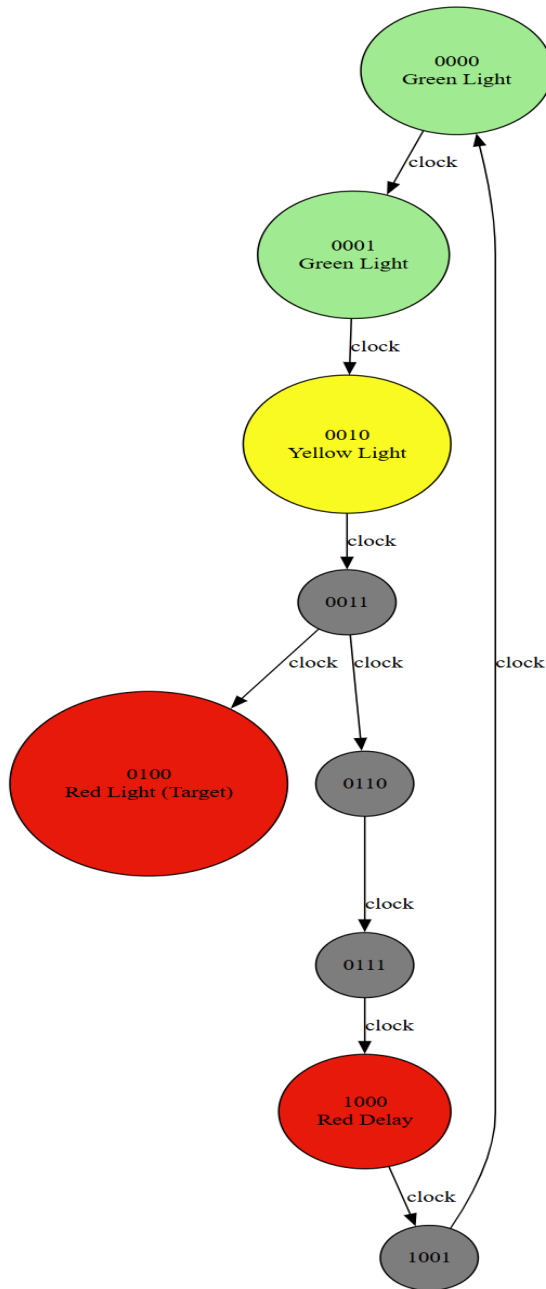 0000
Green Light
clock
0001
Green Light
clock
0010
Yellow Light
clock
0011
clock
clock
clock
0100
Red Light (Target)
0110
clock
0111
clock
1000
Red Delay
clock
1001